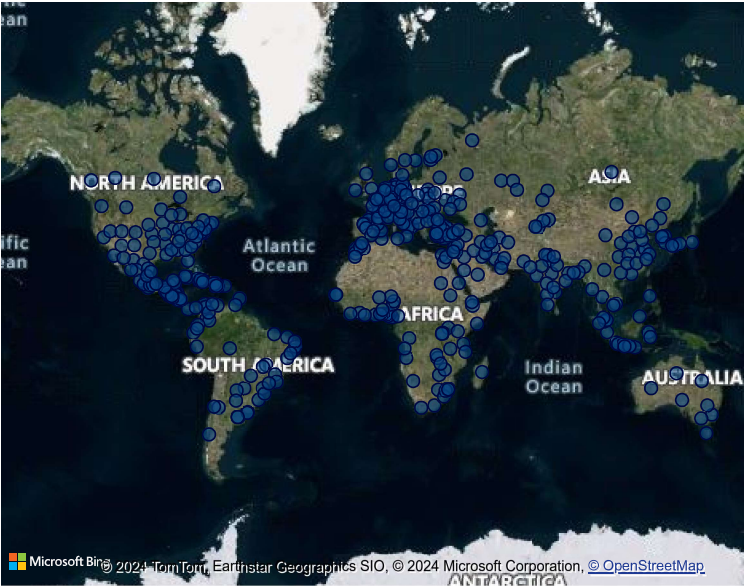 ean
NORTH AMERICA
ASIA
Atlantic
Ocean
ific
ean
AFRICA
SOUTH AMERICA
Indian
Ocean
AUSTRALIA
Microsoft Bing
© 2024 TomTom, Earthstar Geographics SIO, © 2024 Microsoft Corporation, © OpenStreetMap
ANTARCTICA